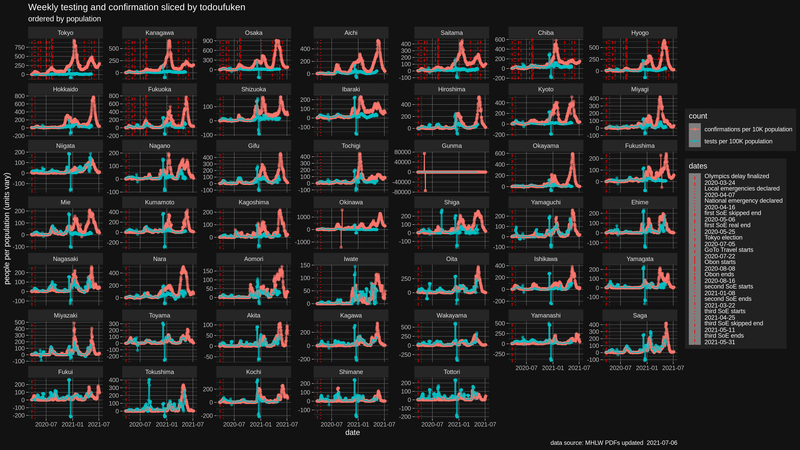 Weekly testing and confirmation sliced by todoufuken
ordered by population
Tokyo Kanagawa Osaka Aichi Saitama Chiba Hyogo
Hokkaido Fukuoka Shizuoka Ibaraki Hiroshima Kyoto Miyagi
Niigata Nagano Gifu Tochigi Gunma Okayama Fukushima
Mie Kumamoto Kagoshima Okinawa Shiga Yamaguchi Ehime
Nagasaki Nara Aomori Iwate Oita Ishikawa Yamagata
Miyazaki Toyama Akita Kagawa Wakayama Yamanashi Saga
Fukui Tokushima Kochi Shimane Tottori
2020-07 2021-01 2021-07
people per population (units vary)
date
count
confirmations per 10K population
tests per 100K population
dates
Olympics delay finalized
2020-03-24
Local emergencies declared
2020-04-07
National emergency declared
2020-04-16
first SoE skipped end
2020-05-06
first SoE real end
2020-05-25
Tokyo election
2020-07-05
GoTo Travel starts
2020-07-22
Obon starts
2020-08-08
Obon ends
2020-08-16
second SoE starts
2021-01-08
second SoE ends
2021-03-22
third SoE starts
2021-04-25
third SoE skipped end
2021-05-11
third SoE ends
2021-05-31
data source: MHLW PDFs updated 2021-07-06